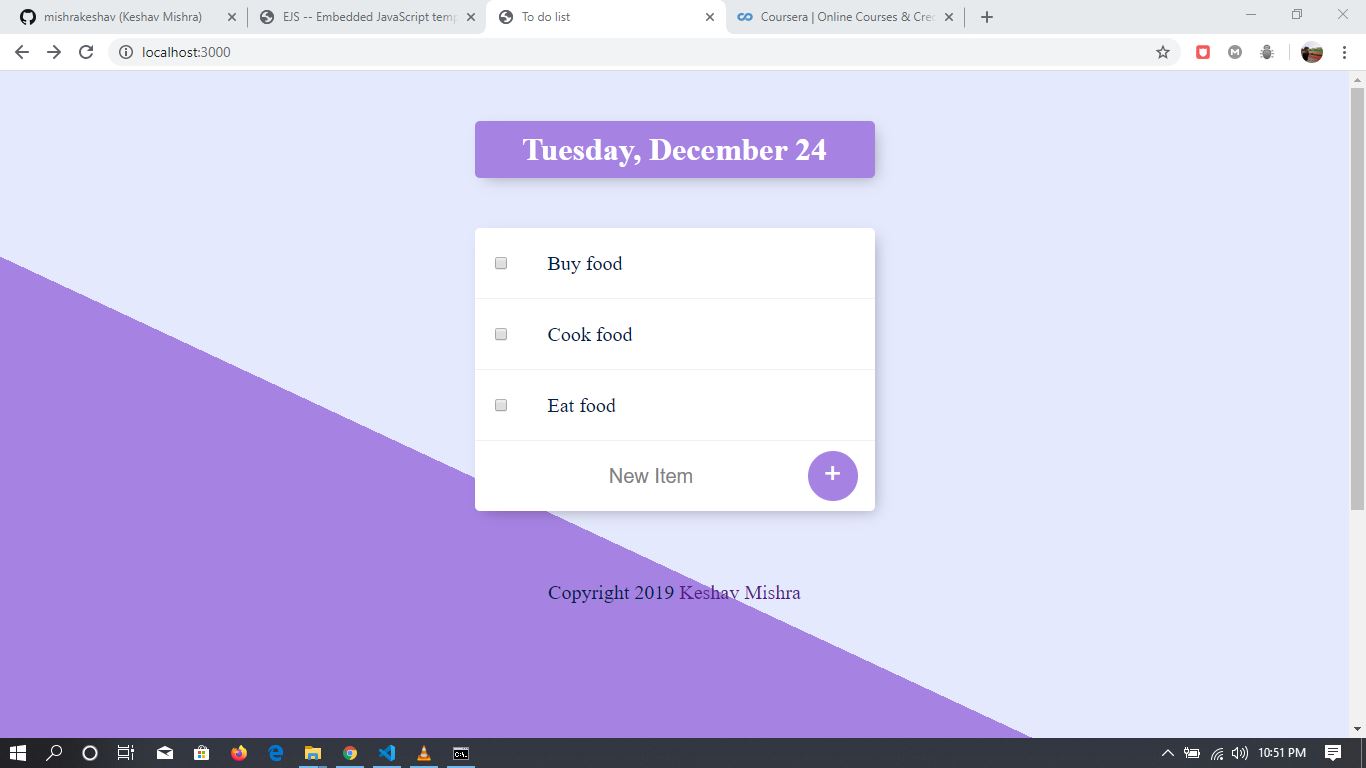 mishrakeshav (Keshav Mishra)
EJS -- Embedded JavaScript temp
To do list
Coursera | Online Courses & Cred
localhost:3000
Tuesday, December 24
Buy food
Cook food
Eat food
New Item
+
Copyright 2019 Keshav Mishra
10:51 PM